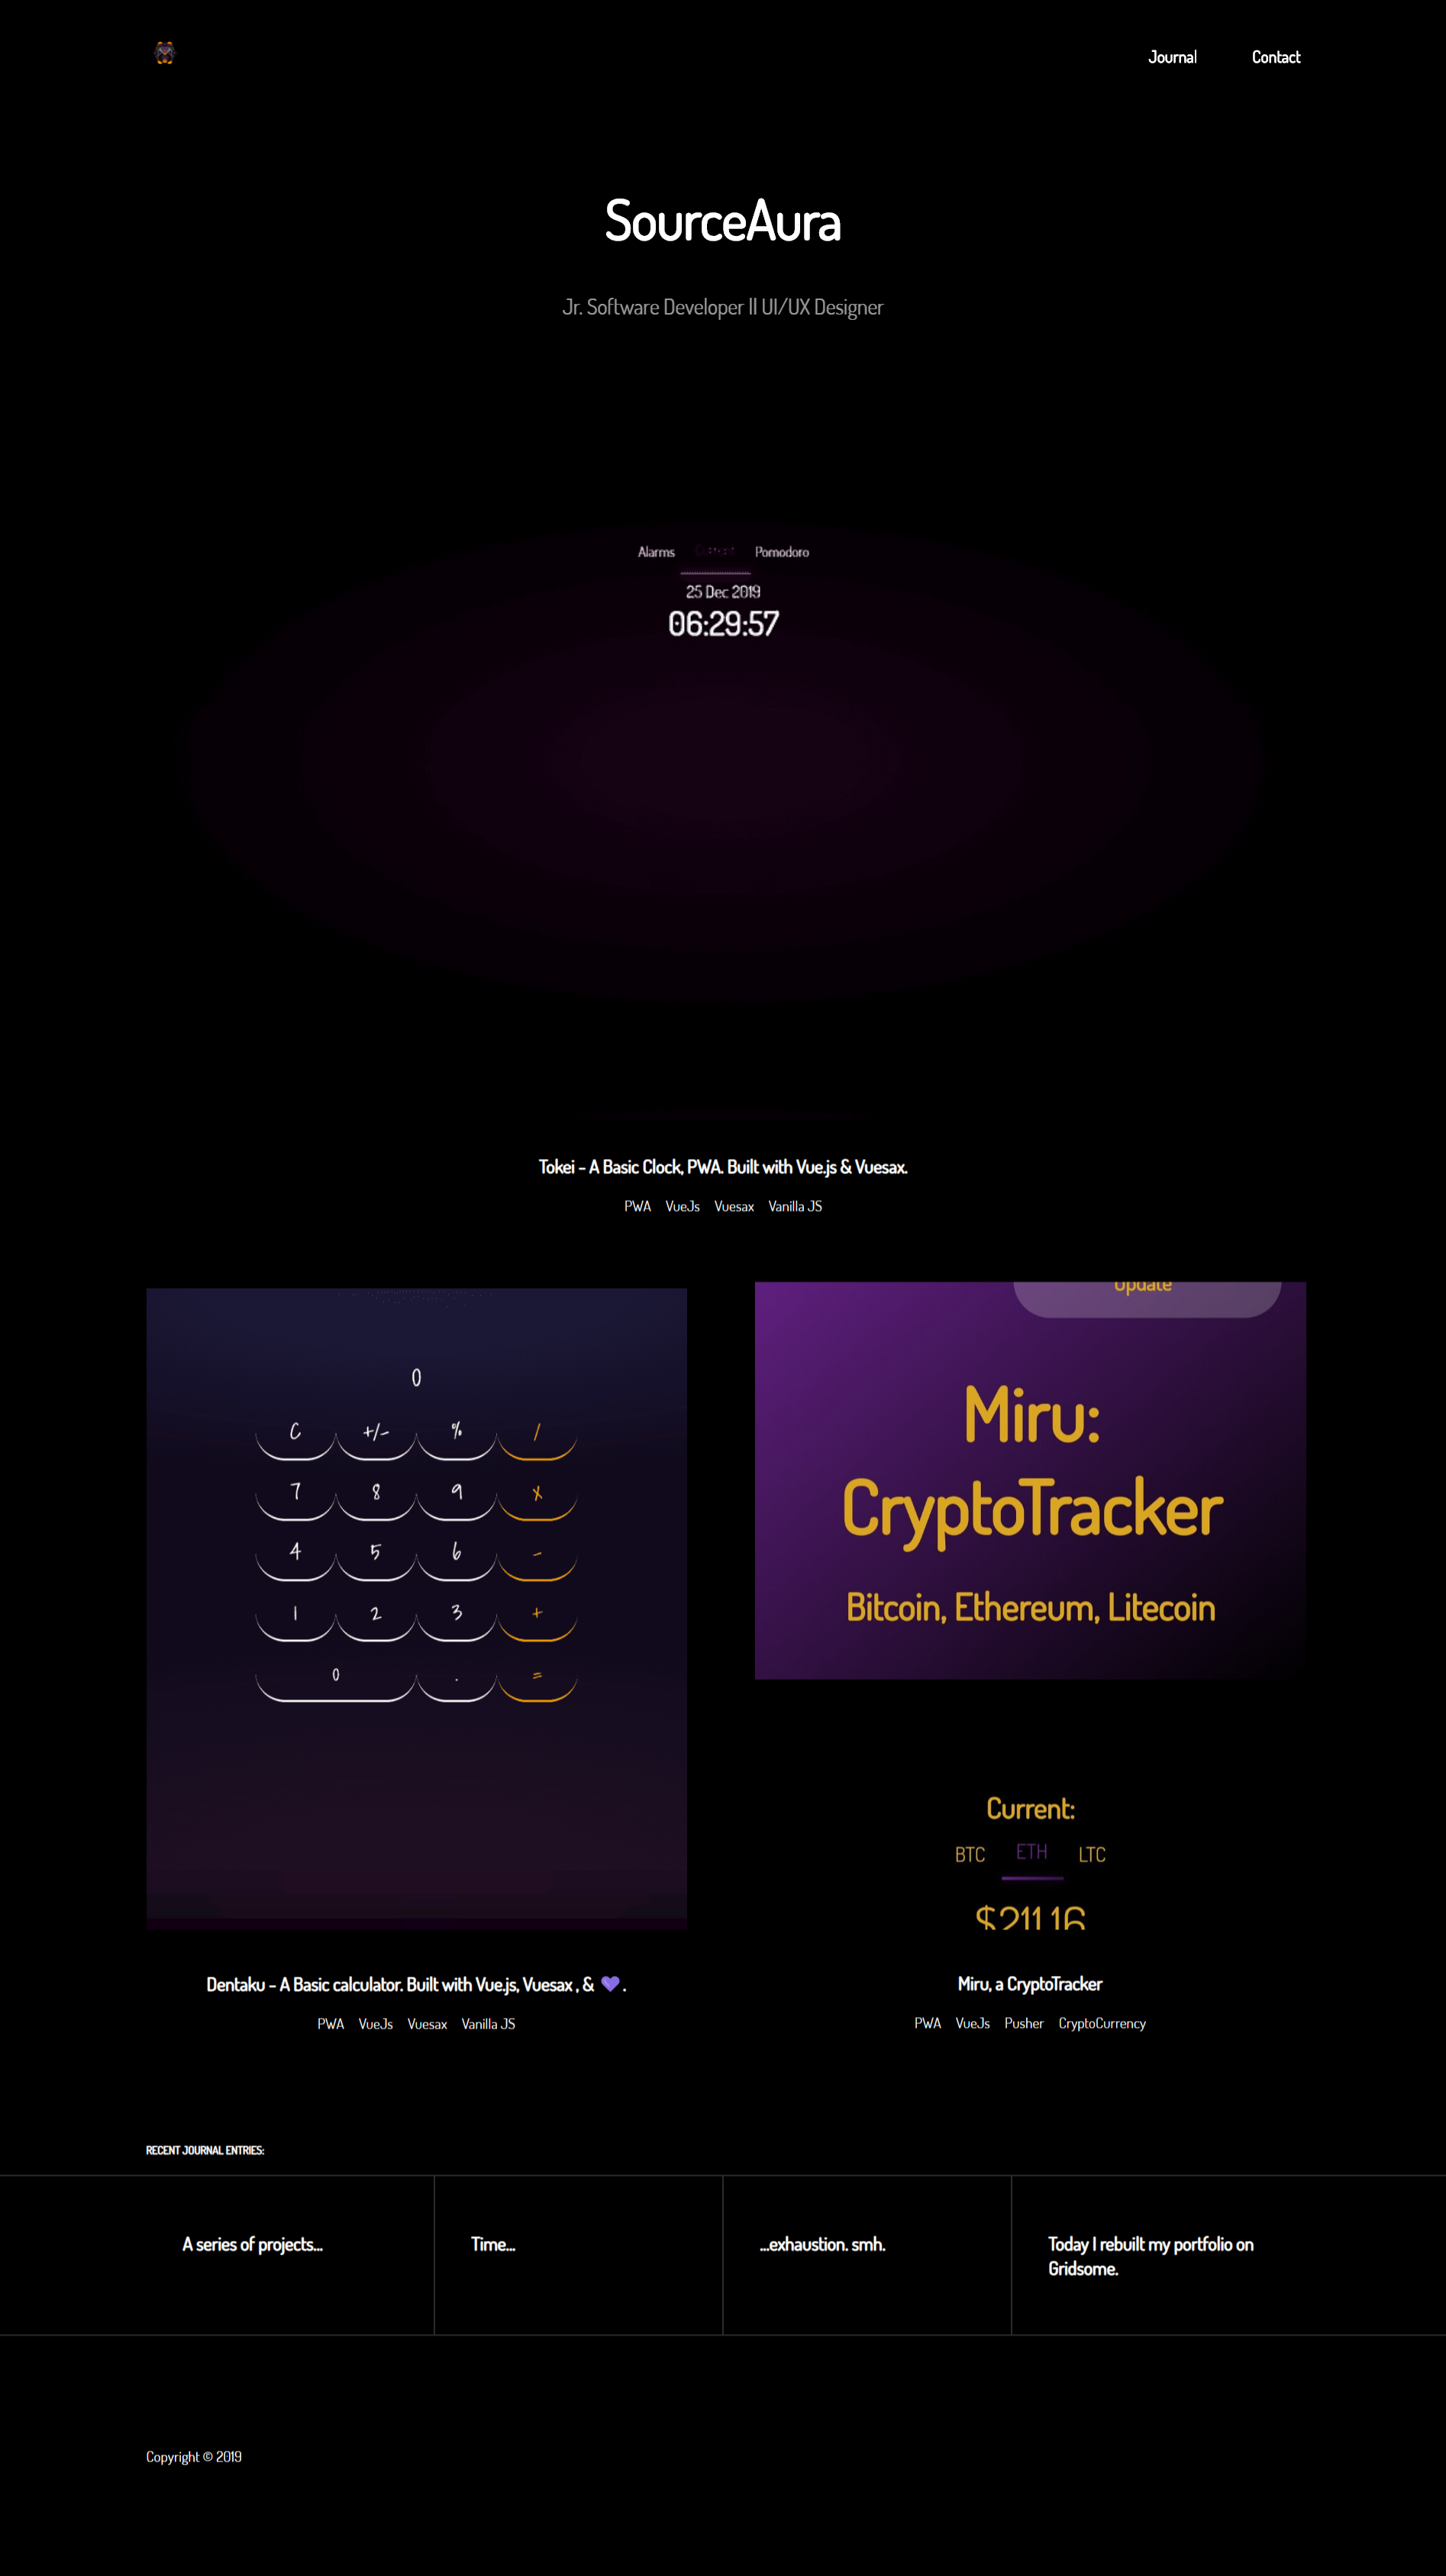 Journal Contact
SourceAura
Jr. Software Developer || UI/UX Designer
Alarms Pomodoro
25 Dec 2019
06:29:57
Tokei - A Basic Clock, PWA. Built with Vue.js & Vuesax.
PWA VueJs Vuesax Vanilla JS
0
C +/- % /
7 8 9 x
4 5 6 -
1 2 3 +
0 . =
Dentaku - A Basic calculator. Built with Vue.js, Vuesax , & 💜 .
PWA VueJs Vuesax Vanilla JS
Update
Miru:
CryptoTracker
Bitcoin, Ethereum, Litecoin
Current:
BTC ETH LTC
$211.16
Miru, a CryptoTracker
PWA VueJs Pusher CryptoCurrency
RECENT JOURNAL ENTRIES:
A series of projects...
Time...
...exhaustion. smh.
Today I rebuilt my portfolio on
Gridsome.
Copyright © 2019